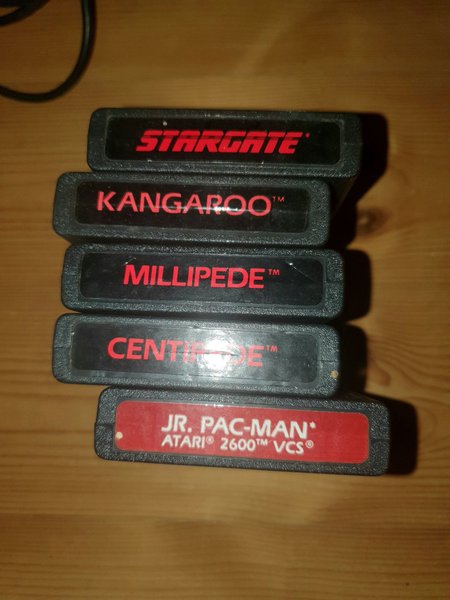 STARGATE*
KANGAROO™
MILLIPEDE™
CENTIPEDE™
JR. PAC-MAN*
ATARI® 2600™ VCS®